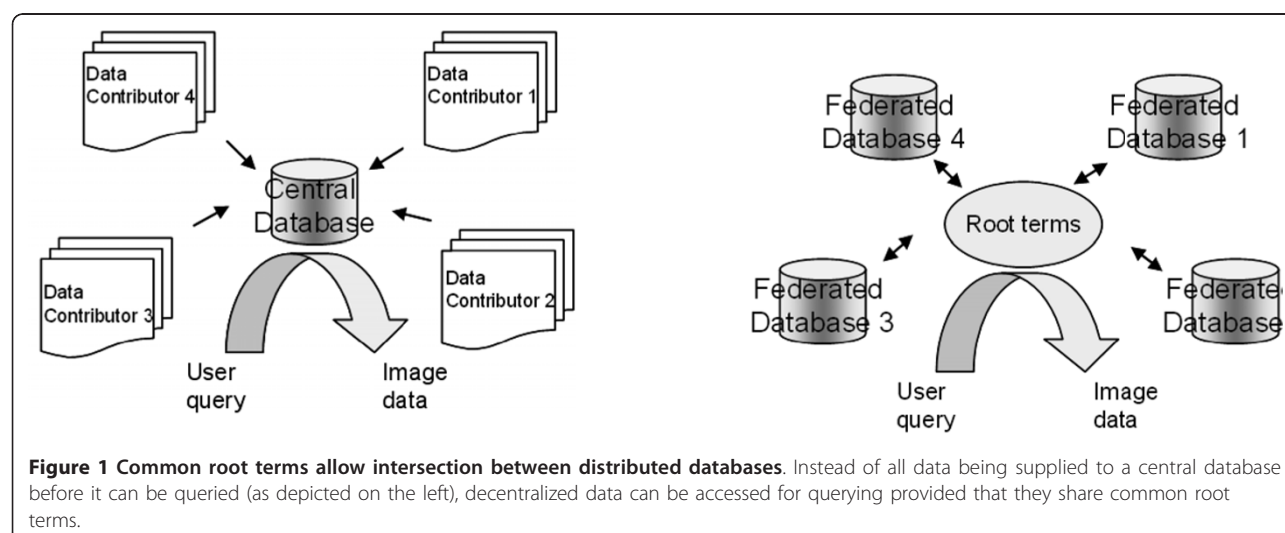 Data
Contributor 4
Data
Contributor 1
Central
Database
Data
Contributor 3
Data
Contributor 2
User
query
Image
data
Federated
Database 4
Federated
Database 1
Root terms
Federated
Database 3
Federate
Database
User
query
Image
data
Figure 1 Common root terms allow intersection between distributed databases. Instead of all data being supplied to a central database
before it can be queried (as depicted on the left), decentralized data can be accessed for querying provided that they share common root
terms.